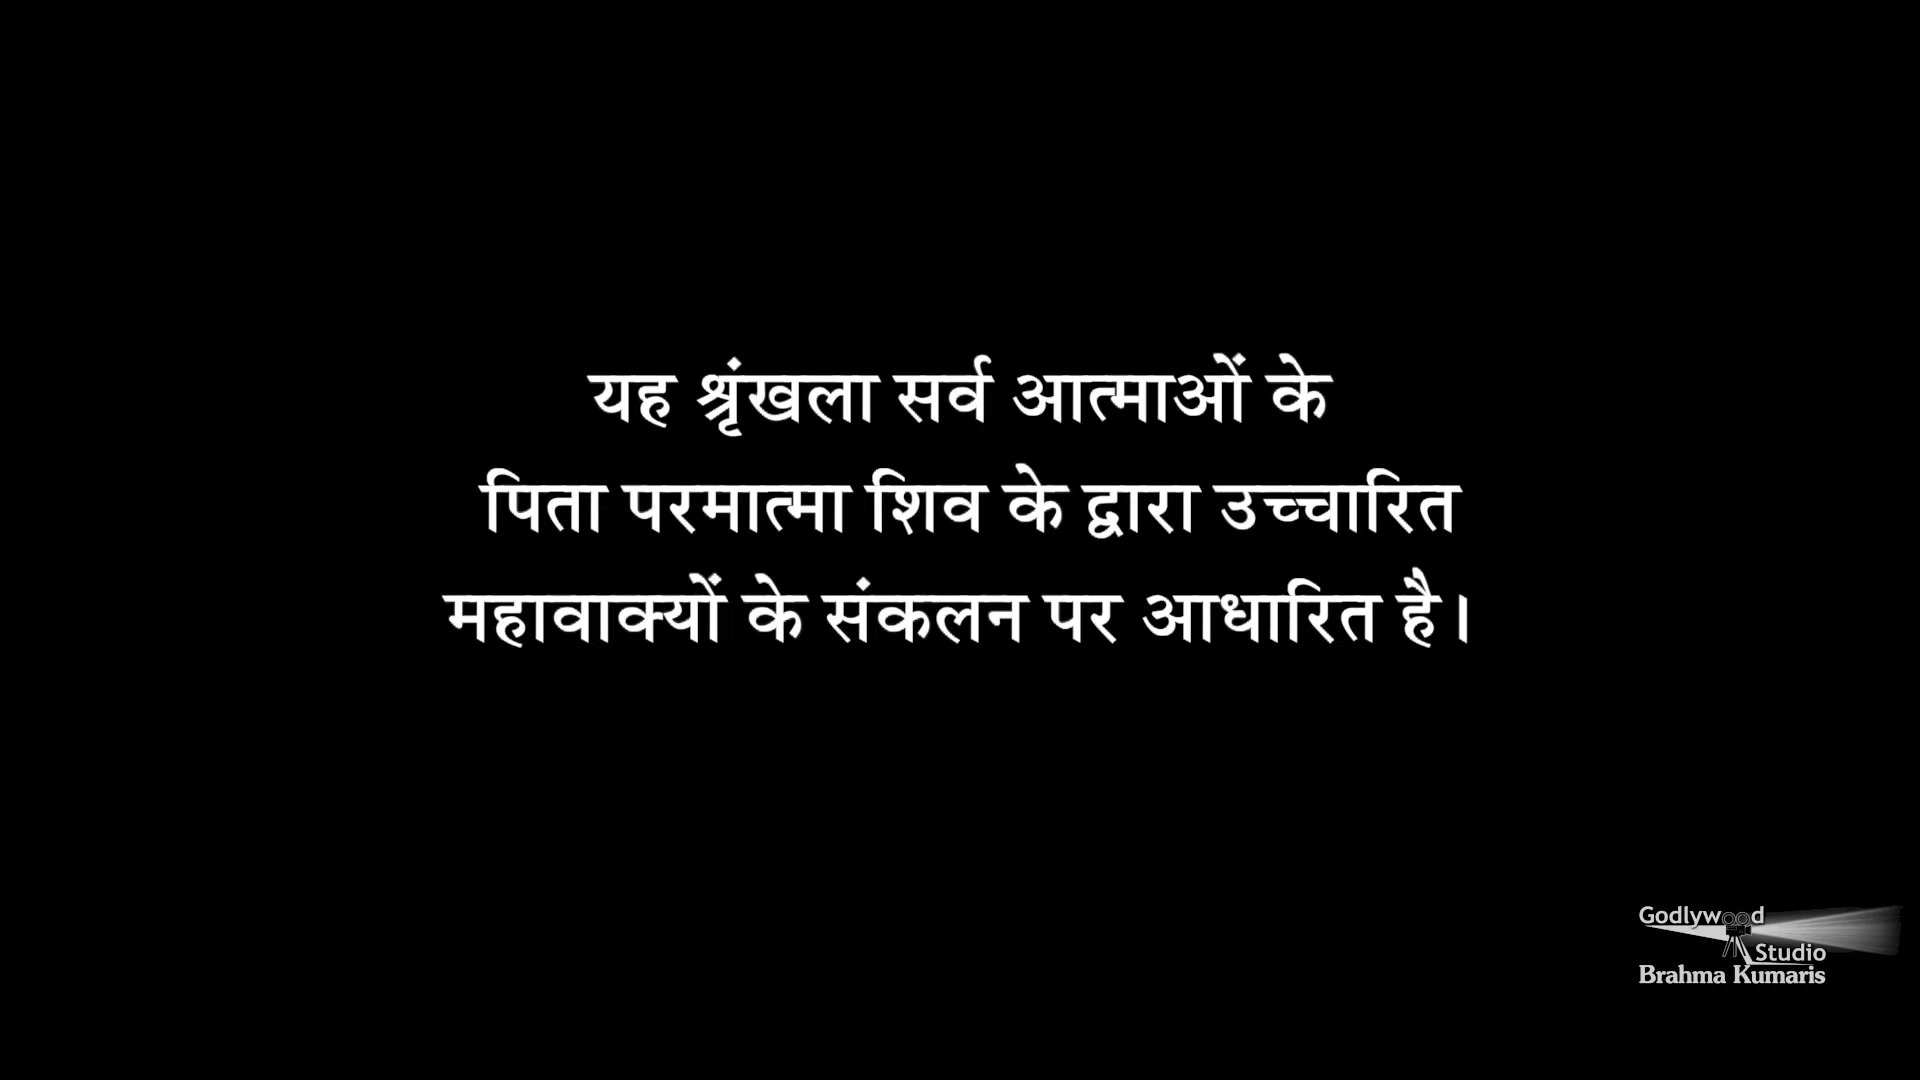 यह श्रृंखला सर्व आत्माओं के
पिता परमात्मा शिव के द्वारा उच्चारित
महावाक्यों के संकलन पर आधारित है।
Godlywood
Studio
Brahma Kumaris